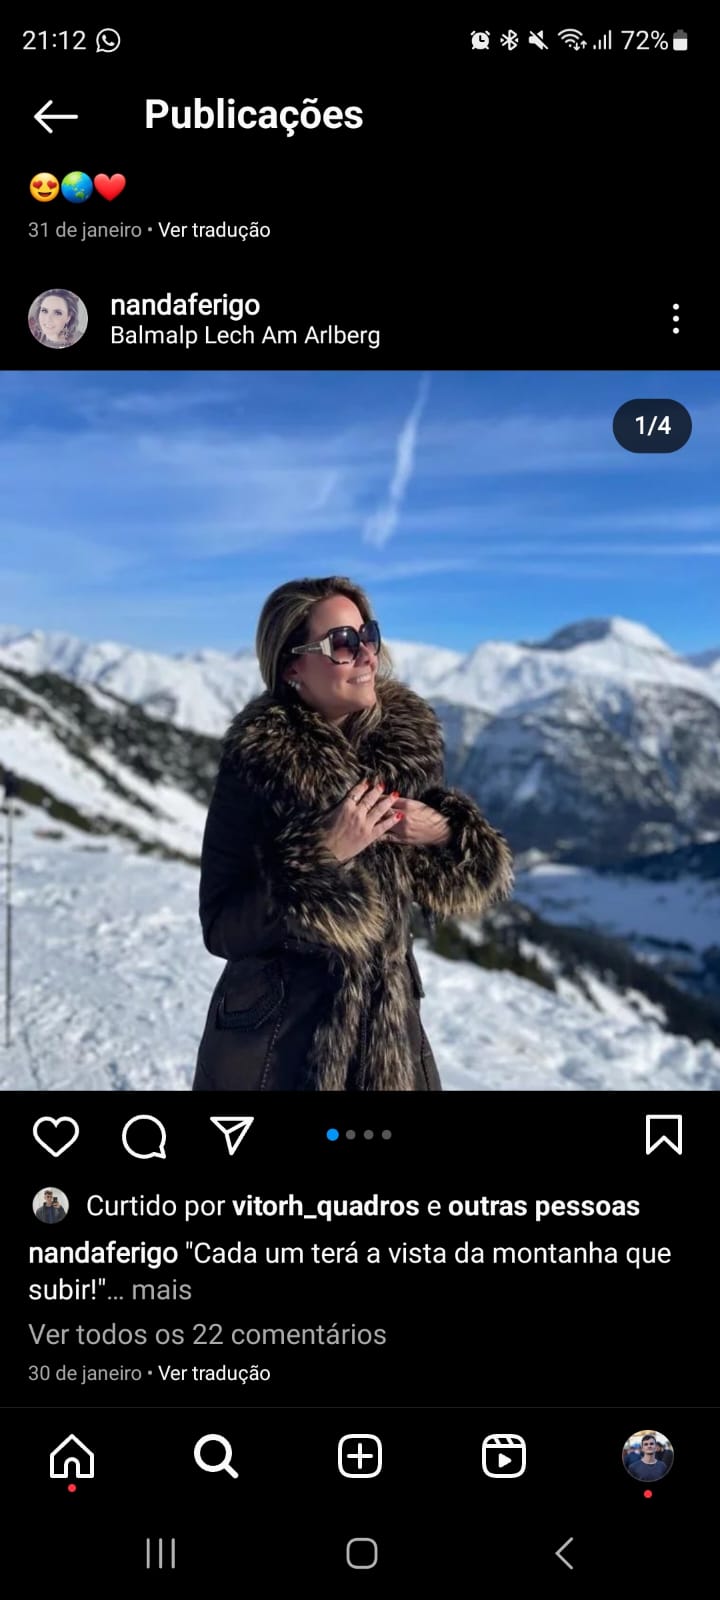 21:12
72%
Publicações
😍🌏❤️
31 de janeiro • Ver tradução
nandaferigo
Balmalp Lech Am Arlberg
1/4
Curtido por vitorh_quadros e outras pessoas
nandaferigo "Cada um terá a vista da montanha que
subir!"... mais
Ver todos os 22 comentários
30 de janeiro • Ver tradução